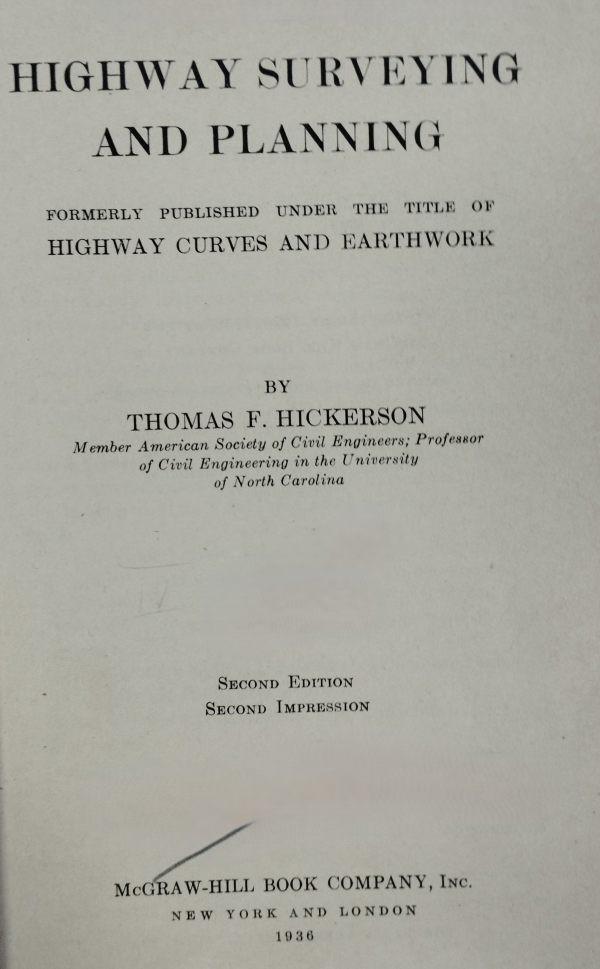 HIGHWAY SURVEYING
AND PLANNING
FORMERLY PUBLISHED UNDER THE TITLE OF
HIGHWAY CURVES AND EARTHWORK
BY
THOMAS F. HICKERSON
Member American Society of Civil Engineers; Professor
of Civil Engineering in the University
of North Carolina
SECOND EDITION
SECOND IMPRESSION
McGRAW-HILL BOOK COMPANY, INC.
NEW YORK AND LONDON
1936